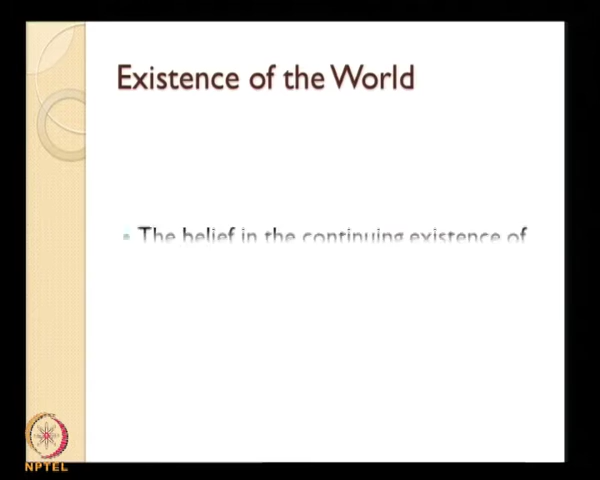 Existence of the World
• The belief in the continuing existence of
NPTEL